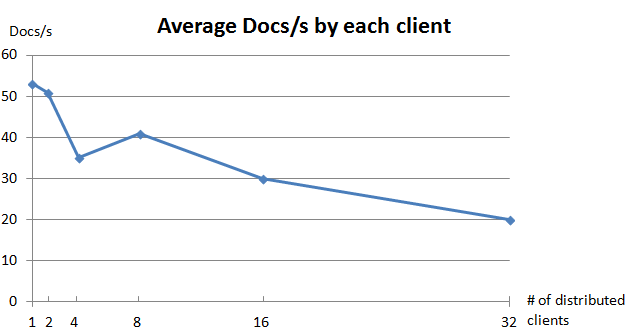 Average Docs/s by each client
Docs/s
60
50
40
30
20
10
0
1 2 4 8 16 32
# of distributed
clients